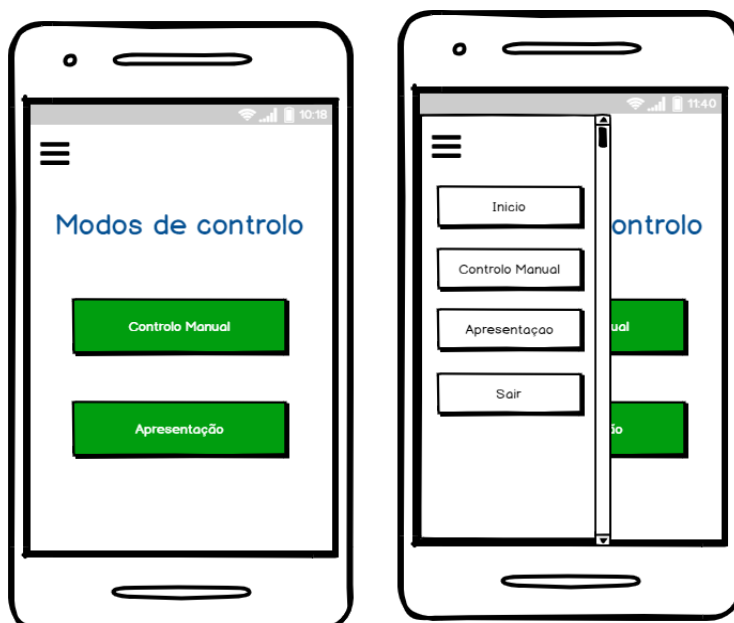 10:18
Modos de controlo
Controlo Manual
Apresentação
11:40
Inicio
ontrolo
Controlo Manual
Apresentaçao
ual
Sair
ão